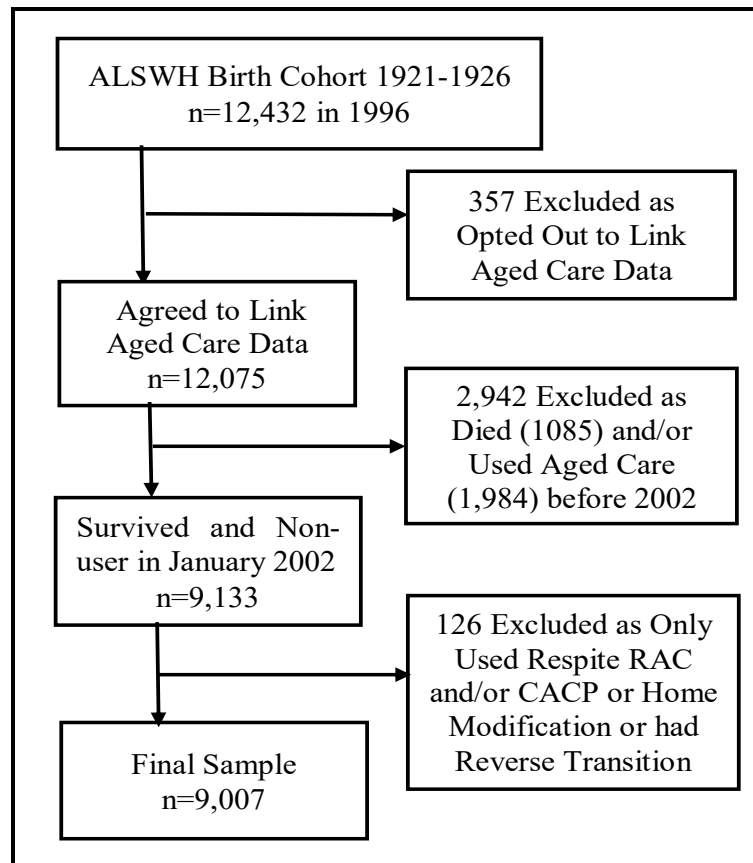 ALSWH Birth Cohort 1921-1926
n=12,432 in 1996
357 Excluded as
Opted Out to Link
Aged Care Data
Agreed to Link
Aged Care Data
n=12,075
2,942 Excluded as
Died (1085) and/or
Used Aged Care
(1,984) before 2002
Survived and Non-
user in January 2002
n=9,133
126 Excluded as Only
Used Respite RAC
and/or CACP or Home
Modification or had
Reverse Transition
Final Sample
n=9,007